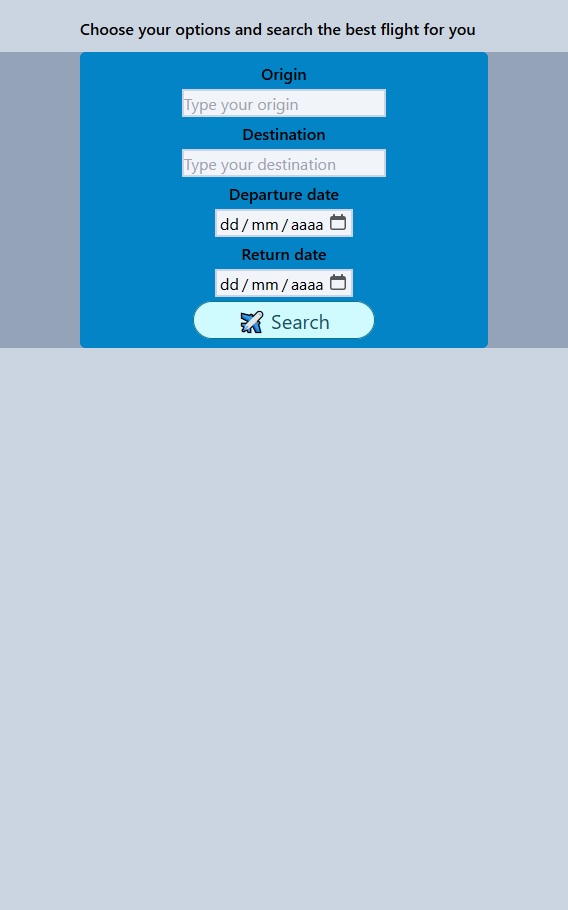 Choose your options and search the best flight for you
Origin
Type your origin
Destination
Type your destination
Departure date
dd/mm/aaaa
Return date
dd/mm/aaaa
Search